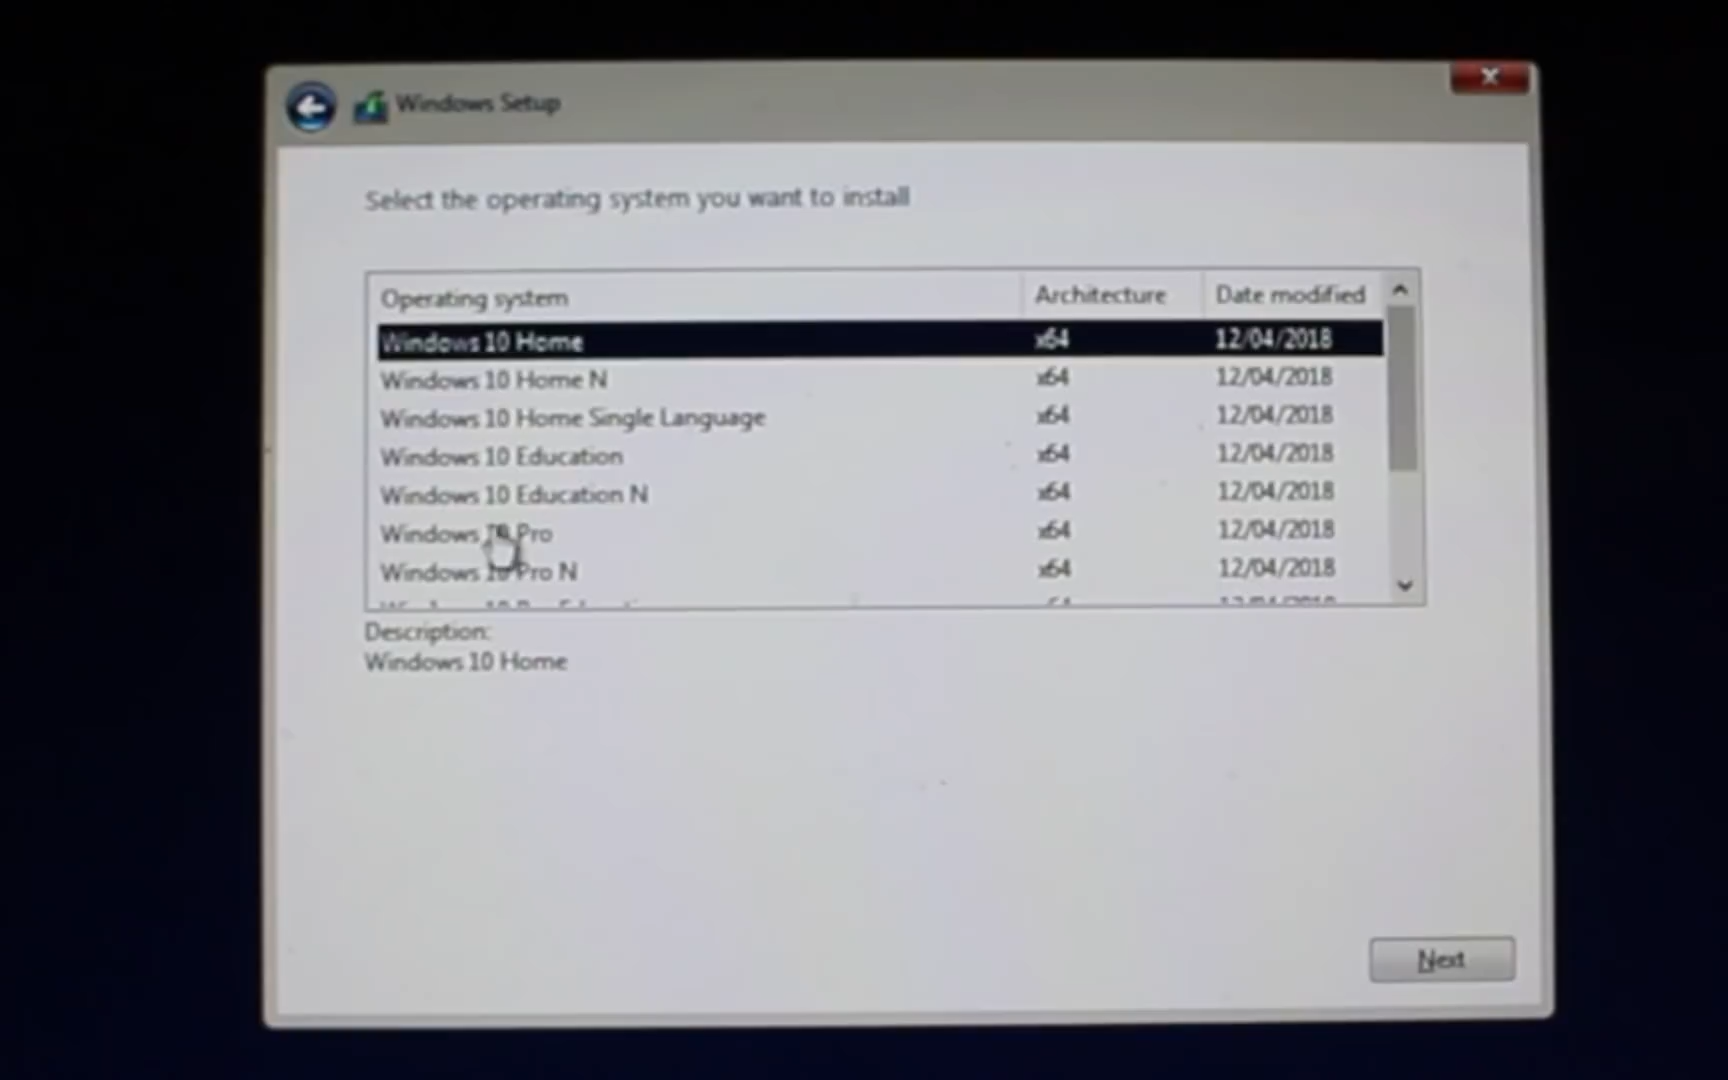 Windows Setup
Select the operating system you want to install
Operating system Architecture Date modified
Windows 10 Home x64 12/04/2018
Windows 10 Home N x64 12/04/2018
Windows 10 Home Single Language x64 12/04/2018
Windows 10 Education x64 12/04/2018
Windows 10 Education N x64 12/04/2018
Windows 10 Pro x64 12/04/2018
Windows 10 Pro N x64 12/04/2018
Description:
Windows 10 Home
Next